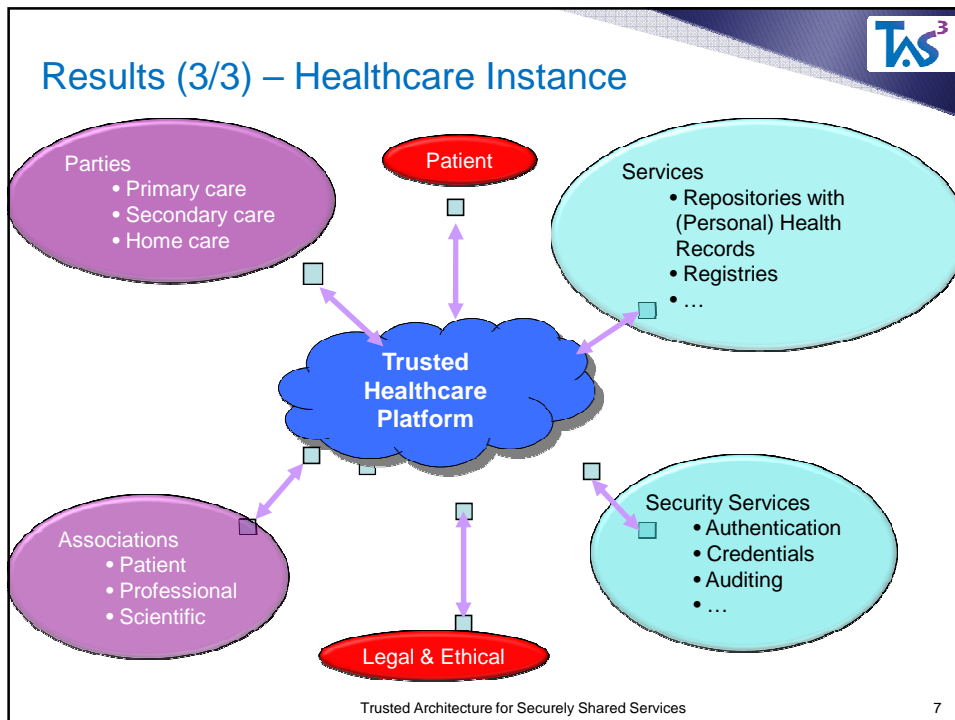 TAS3
Results (3/3) – Healthcare Instance
Parties
• Primary care
• Secondary care
• Home care
Patient
Services
• Repositories with
(Personal) Health
Records
• Registries
• …
Trusted
Healthcare
Platform
Associations
• Patient
• Professional
• Scientific
Legal & Ethical
Security Services
• Authentication
• Credentials
• Auditing
• …
Trusted Architecture for Securely Shared Services
7